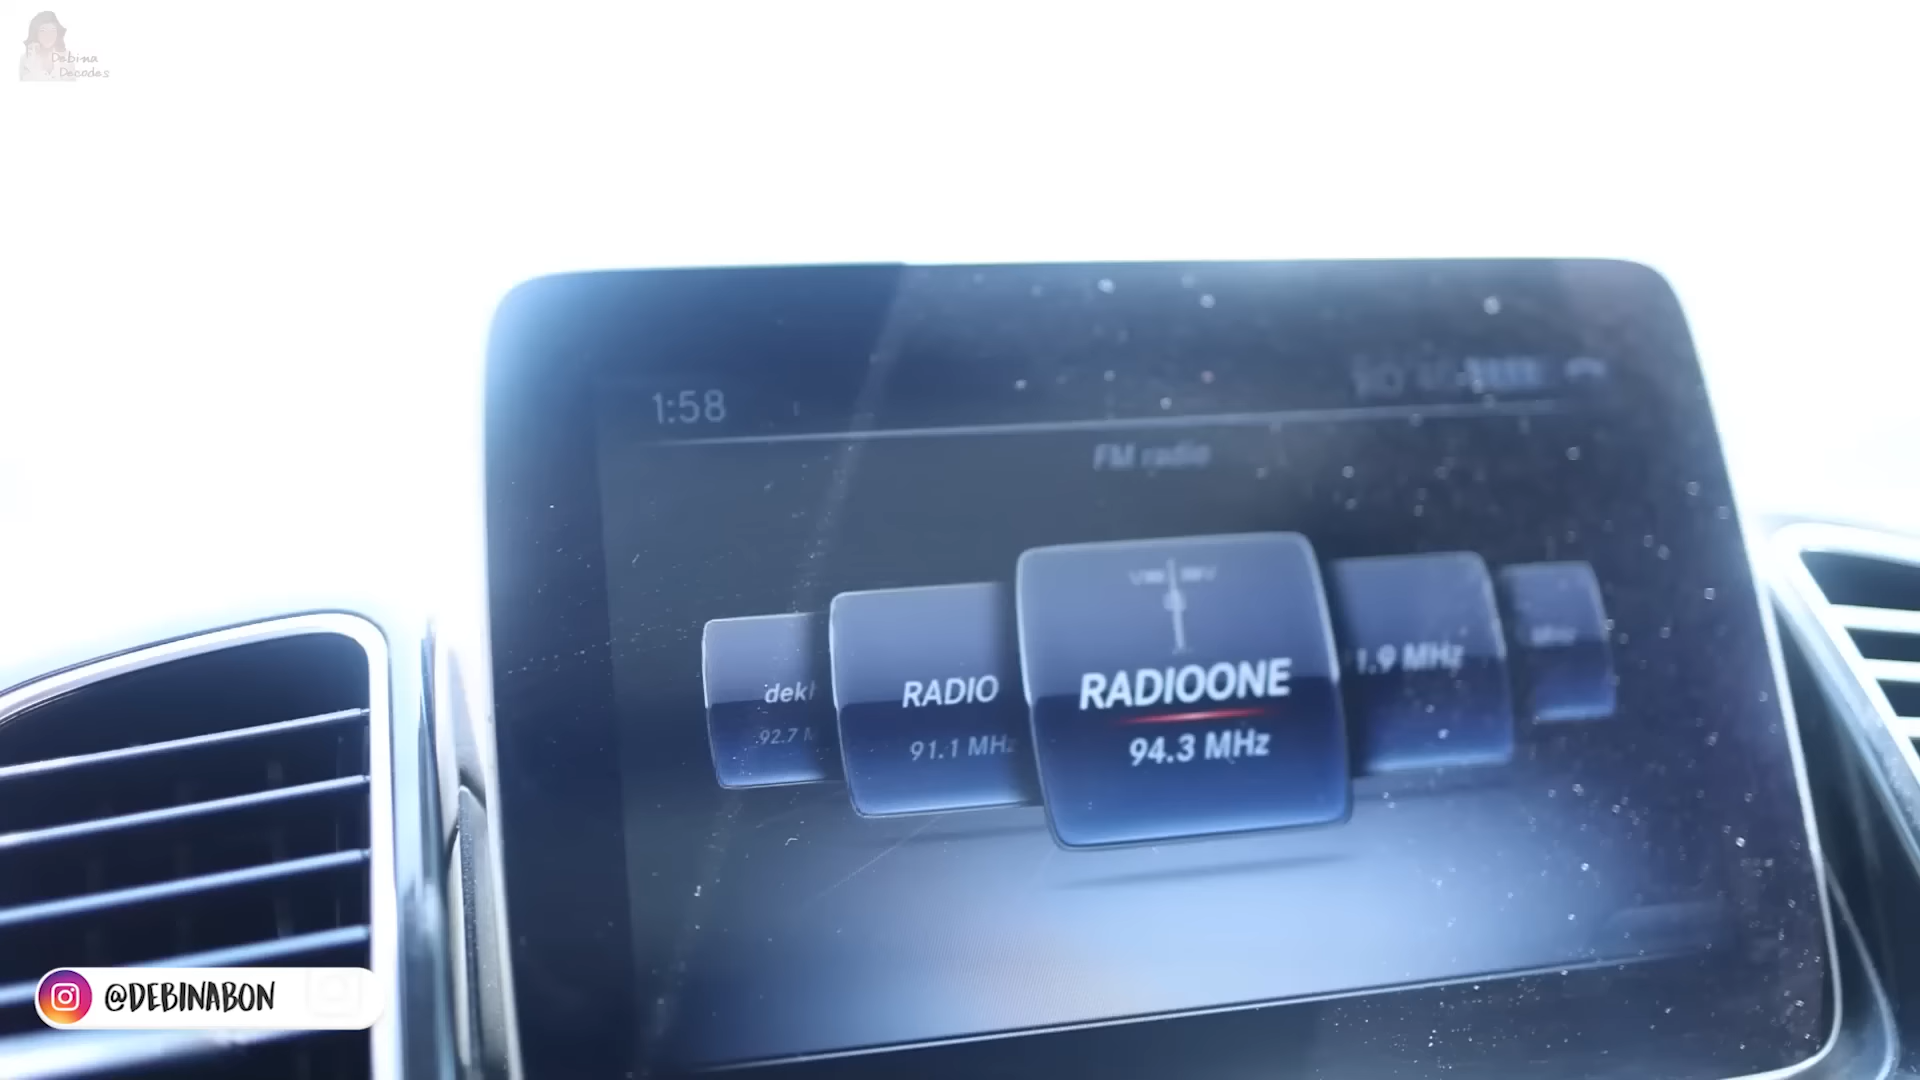 Debina
Decodes
1:58
FM radio
dekh
92.7 M
RADIO
91.1 MHz
RADIOONE
94.3 MHz
1.9 MHz
@DEBINABON